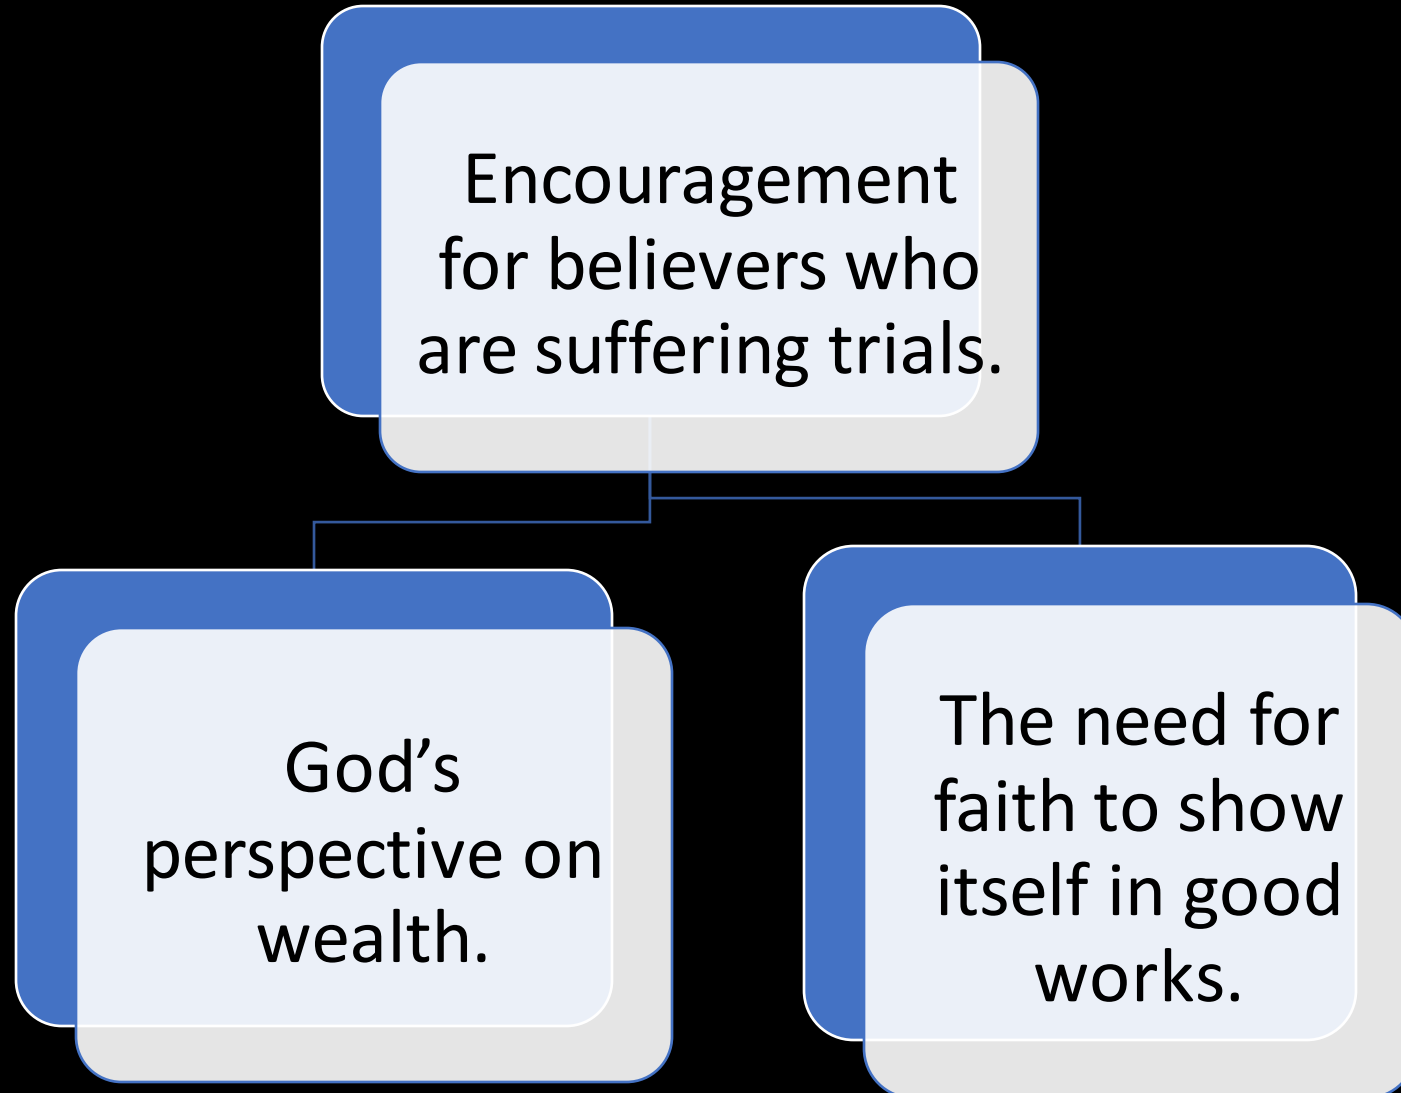 Encouragement
for believers who
are suffering trials.
God’s
perspective on
wealth.
The need for
faith to show
itself in good
works.